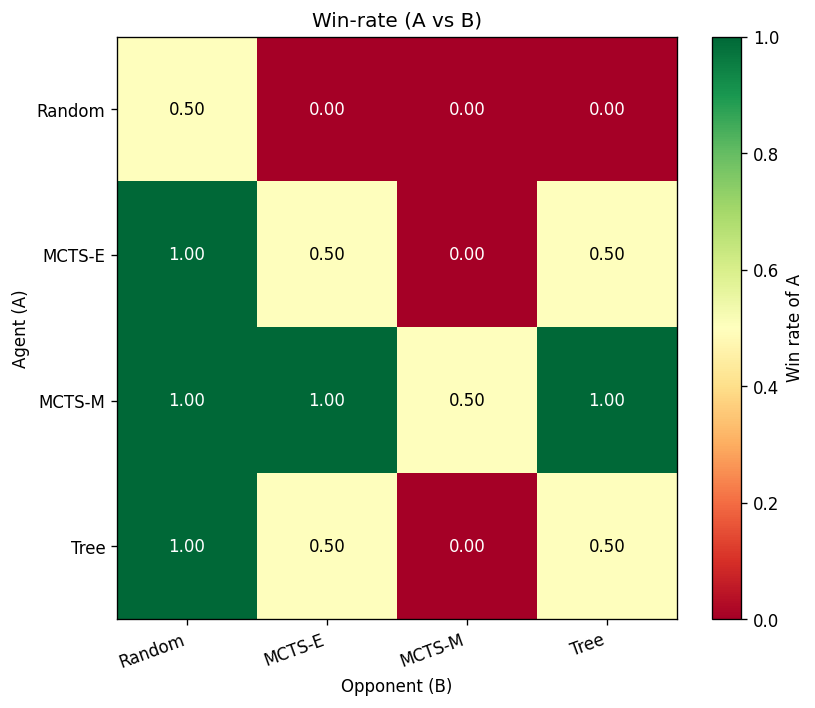 Win-rate (A vs B)
Random 0.50 0.00 0.00 0.00
MCTS-E 1.00 0.50 0.00 0.50
MCTS-M 1.00 1.00 0.50 1.00
Tree 1.00 0.50 0.00 0.50
Random MCTS-E MCTS-M Tree
Opponent (B)
Agent (A)
1.0
0.8
0.6
0.4
0.2
0.0
Win rate of A